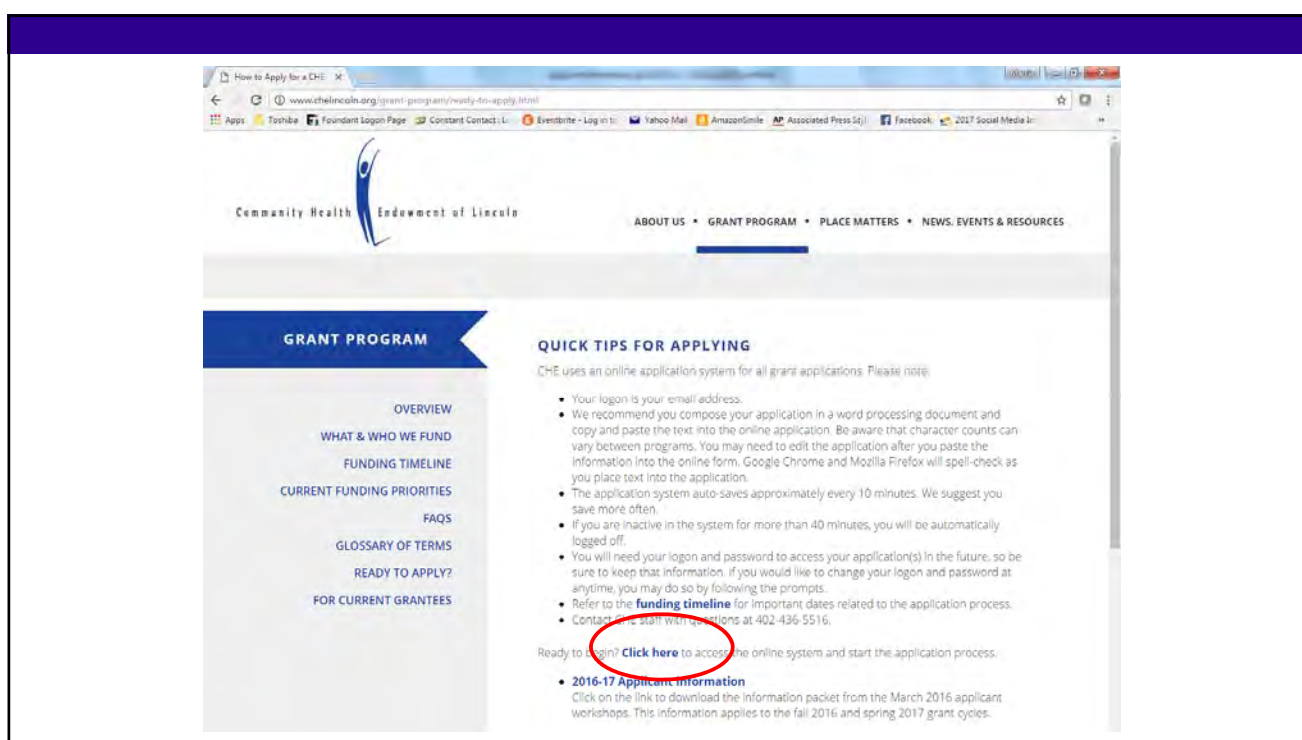 How to Apply for a CHE
www.chelincoln.org/grant-program/ready-to-apply.html
Apps Toshiba Foundant Logon Page Constant Contact : L Eventbrite - Log in t Yahoo Mail AmazonSmile AP Associated Press Styl Facebook 2017 Social Media Ir »
Community Health Endowment of Lincoln
ABOUT US • GRANT PROGRAM • PLACE MATTERS • NEWS, EVENTS & RESOURCES
GRANT PROGRAM
OVERVIEW
WHAT & WHO WE FUND
FUNDING TIMELINE
CURRENT FUNDING PRIORITIES
FAQS
GLOSSARY OF TERMS
READY TO APPLY?
FOR CURRENT GRANTEES
QUICK TIPS FOR APPLYING
CHE uses an online application system for all grant applications. Please note:
• Your logon is your email address.
• We recommend you compose your application in a word processing document and
copy and paste the text into the online application. Be aware that character counts can
vary between programs. You may need to edit the application after you paste the
information into the online form. Google Chrome and Mozilla Firefox will spell-check as
you place text into the application.
• The application system auto-saves approximately every 10 minutes. We suggest you
save more often.
• If you are inactive in the system for more than 40 minutes, you will be automatically
logged off.
• You will need your logon and password to access your application(s) in the future, so be
sure to keep that information. If you would like to change your logon and password at
anytime, you may do so by following the prompts.
• Refer to the funding timeline for important dates related to the application process.
• Contact CHE staff with questions at 402-436-5516.
Ready to begin? Click here to access the online system and start the application process.
• 2016-17 Applicant Information
Click on the link to download the information packet from the March 2016 applicant
workshops. This information applies to the fall 2016 and spring 2017 grant cycles.